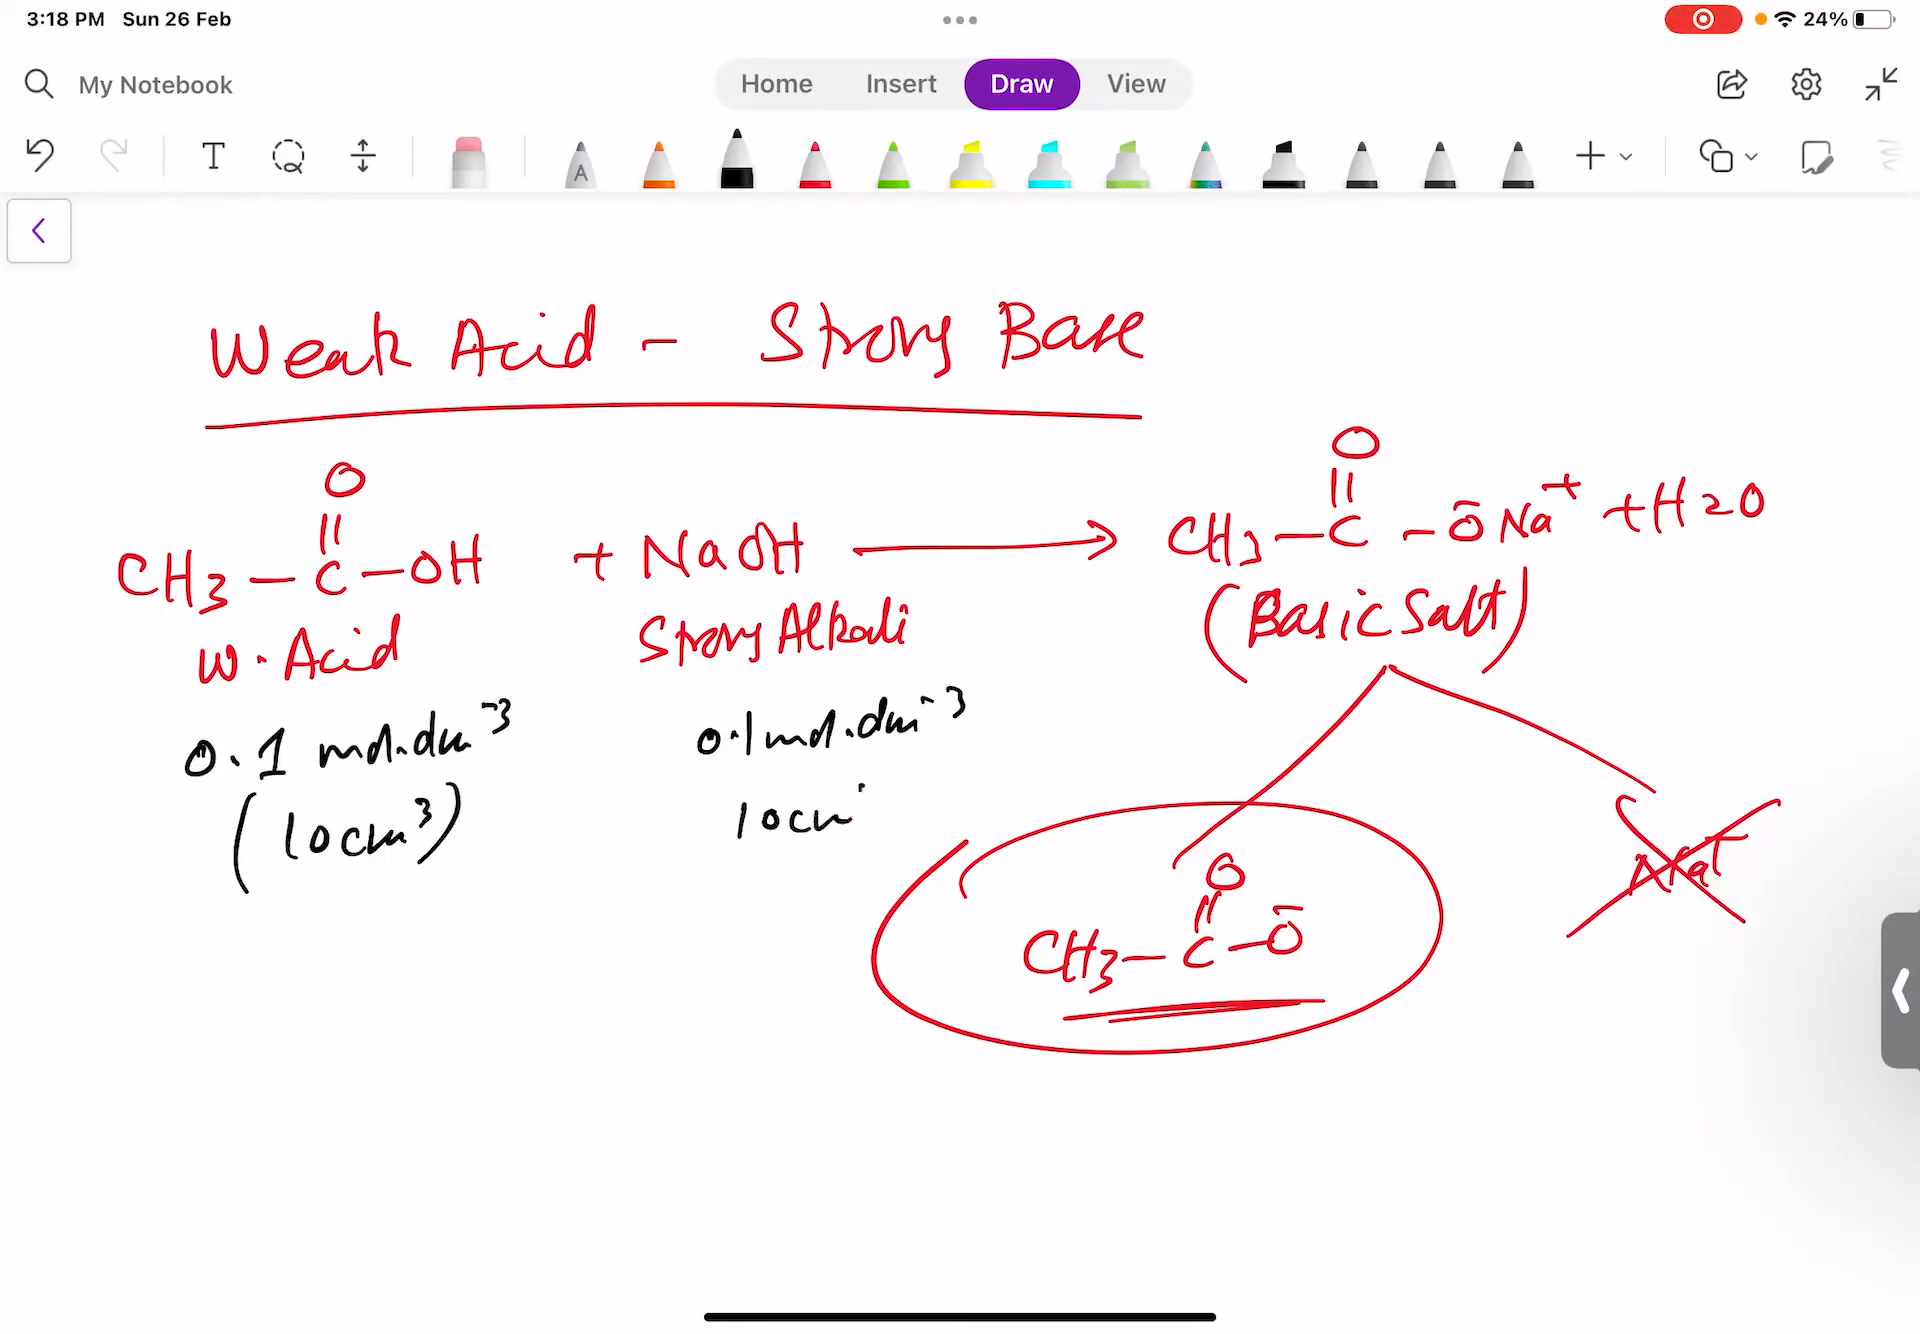 3:18 PM Sun 26 Feb
24%
My Notebook
Home Insert Draw View
T
A
Weak Acid - Strong Base
O
||
CH3 - C - OH + NaOH → CH3 - C - ŌNa+ + H2O
O
||
W. Acid
Strong Alkali
(Basic Salt)
0.1 mol.dm-3
0.1 mol.dm-3
(10cm3)
10cm
Na+
O
||
CH3 - C - Ō